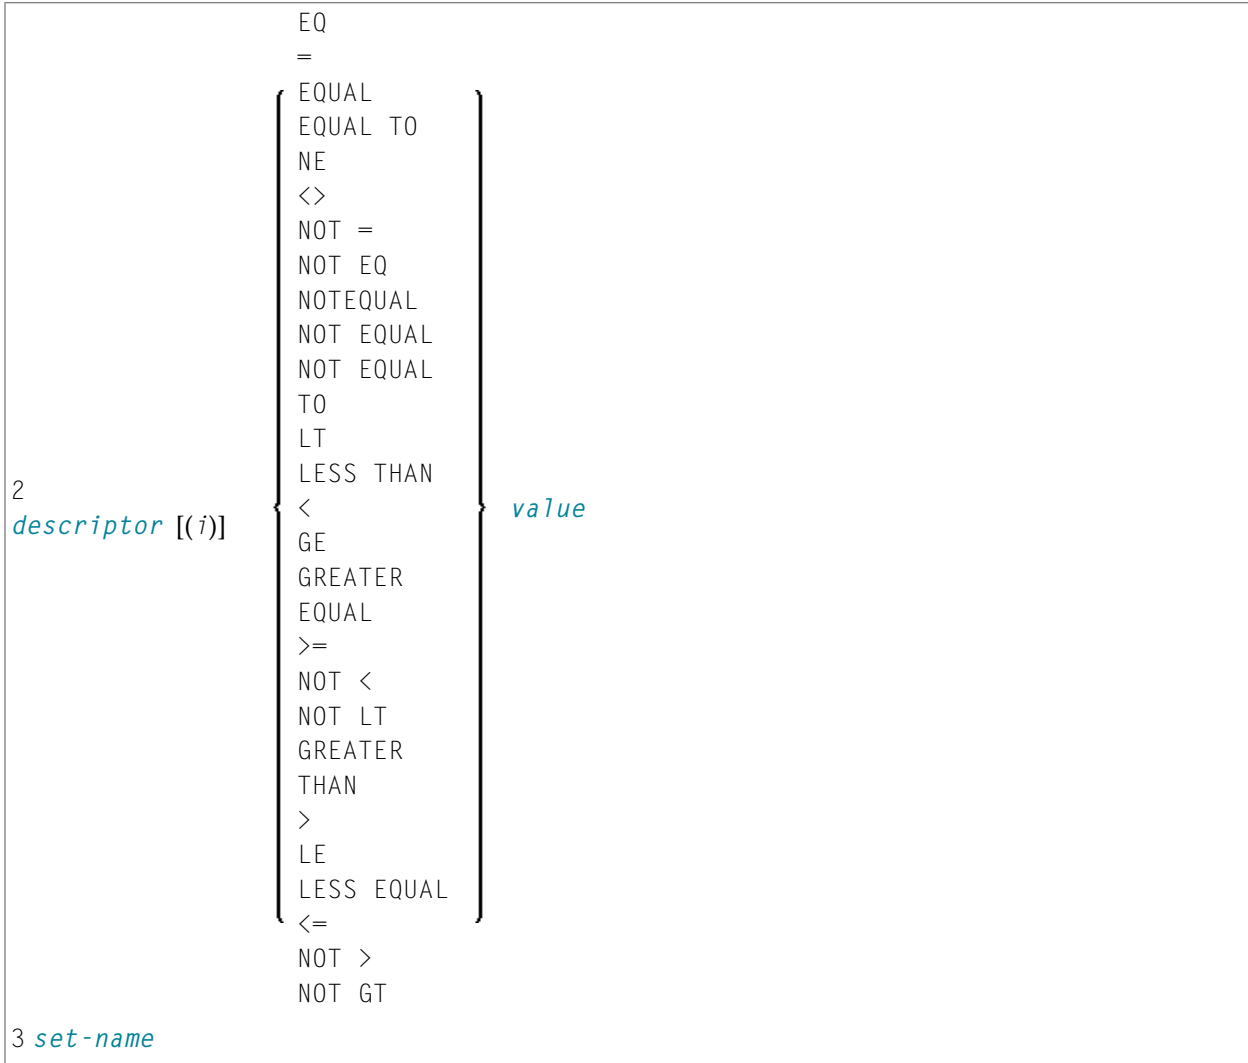 EQ
=
EQUAL
EQUAL TO
NE
<>
NOT =
NOT EQ
NOTEQUAL
NOT EQUAL
NOT EQUAL
TO
LT
LESS THAN
2
descriptor [(i)]
< value
GE
GREATER
EQUAL
>=
NOT <
NOT LT
GREATER
THAN
>
LE
LESS EQUAL
<=
NOT >
NOT GT
3 set-name